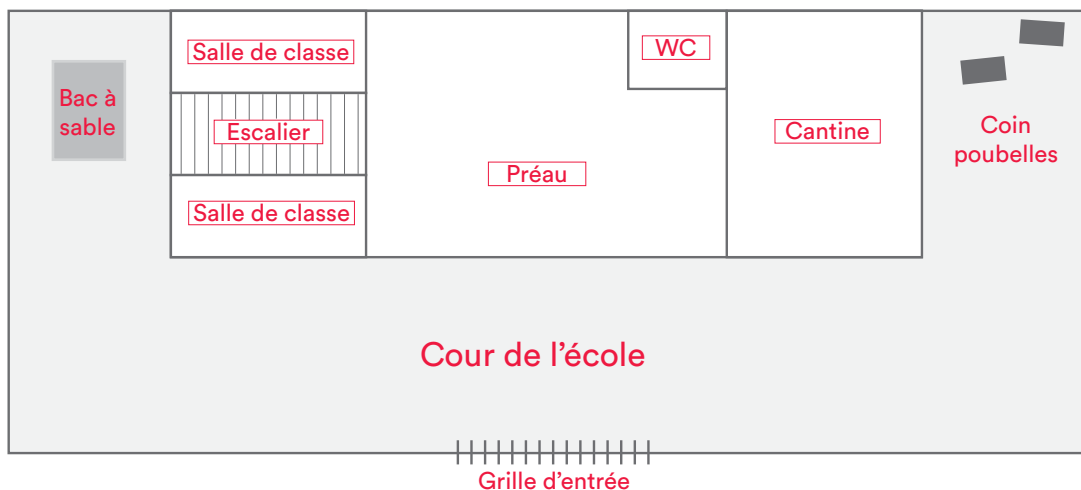 Salle de classe
WC
Bac à
sable
Escalier
Cantine
Coin
poubelles
Préau
Salle de classe
Cour de l'école
Grille d'entrée